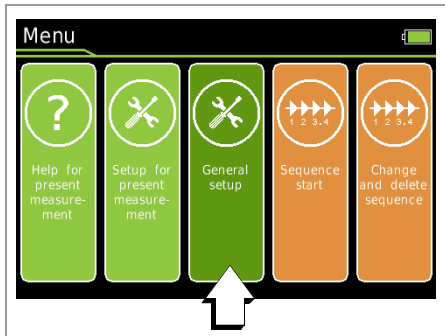 Menu
?
Help for
present
measure-
ment
Setup for
present
measure-
ment
General
setup
1 2 3.4
Sequence
start
1 2 3.4
Change
and delete
sequence